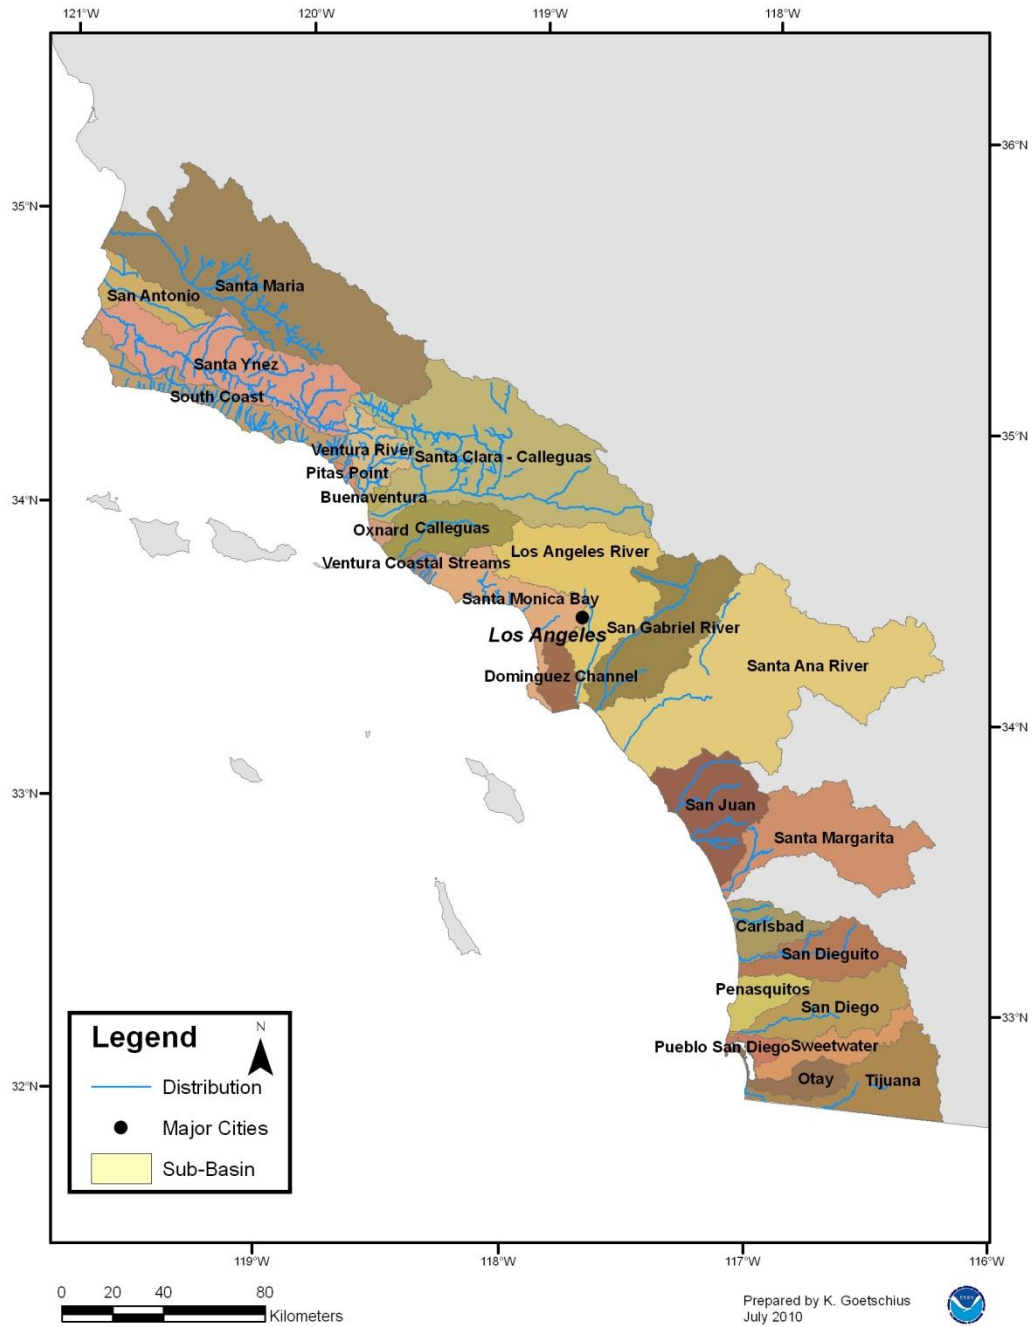 121°W 120°W 119°W 118°W
36°N
35°N
Santa Maria
San Antonio
Santa Ynez
South Coast
35°N
Ventura River
Santa Clara - Calleguas
Pitas Point
34°N
Buenaventura
Oxnard
Calleguas
Los Angeles River
Ventura Coastal Streams
Santa Monica Bay
Los Angeles
San Gabriel River
Santa Ana River
Dominguez Channel
34°N
33°N
San Juan
Santa Margarita
Carlsbad
San Dieguito
Penasquitos
San Diego
33°N
Pueblo San Diego
Sweetwater
Otay
Tijuana
32°N
Legend
N
Distribution
Major Cities
Sub-Basin
119°W 118°W 117°W 116°W
0 20 40 80
Kilometers
Prepared by K. Goetschius
July 2010